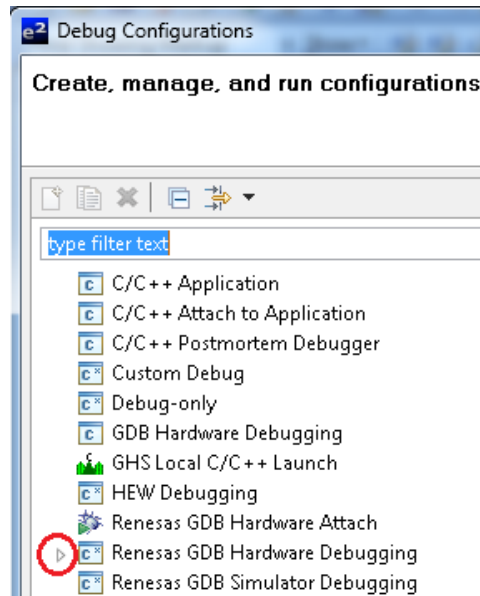 e² Debug Configurations
Create, manage, and run configurations
type filter text
C/C++ Application
C/C++ Attach to Application
C/C++ Postmortem Debugger
Custom Debug
Debug-only
GDB Hardware Debugging
GHS Local C/C++ Launch
HEW Debugging
Renesas GDB Hardware Attach
Renesas GDB Hardware Debugging
Renesas GDB Simulator Debugging